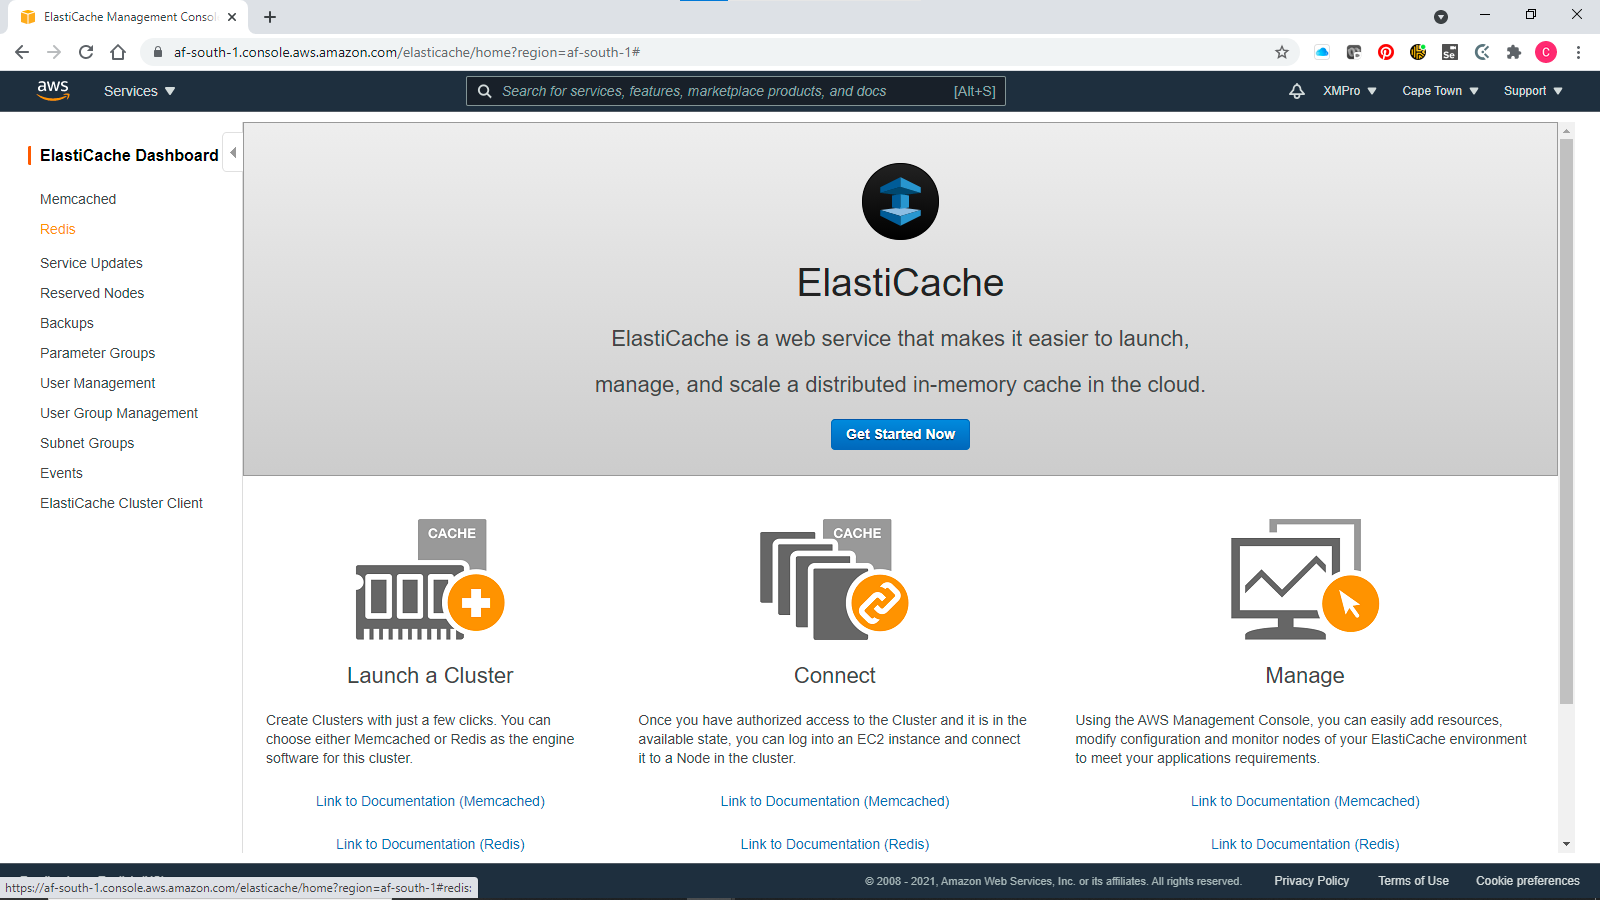 ElastiCache Management Consol
af-south-1.console.aws.amazon.com/elasticache/home?region=af-south-1#
Se
C
aws
Services
Search for services, features, marketplace products, and docs
[Alt+S]
XMPro
Cape Town
Support
ElastiCache Dashboard
Memcached
Redis
Service Updates
Reserved Nodes
Backups
Parameter Groups
User Management
User Group Management
Subnet Groups
Events
ElastiCache Cluster Client
ElastiCache
ElastiCache is a web service that makes it easier to launch,
manage, and scale a distributed in-memory cache in the cloud.
Get Started Now
CACHE
Launch a Cluster
Create Clusters with just a few clicks. You can
choose either Memcached or Redis as the engine
software for this cluster.
Link to Documentation (Memcached)
Link to Documentation (Redis)
CACHE
Connect
Once you have authorized access to the Cluster and it is in the
available state, you can log into an EC2 instance and connect
it to a Node in the cluster.
Link to Documentation (Memcached)
Link to Documentation (Redis)
Manage
Using the AWS Management Console, you can easily add resources,
modify configuration and monitor nodes of your ElastiCache environment
to meet your applications requirements.
Link to Documentation (Memcached)
Link to Documentation (Redis)
https://af-south-1.console.aws.amazon.com/elasticache/home?region=af-south-1#redis:
© 2008 - 2021, Amazon Web Services, Inc. or its affiliates. All rights reserved.
Privacy Policy
Terms of Use
Cookie preferences